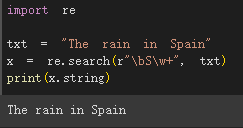 import re
txt = "The rain in Spain"
x = re.search(r"\bS\w+", txt)
print(x.string)
The rain in Spain